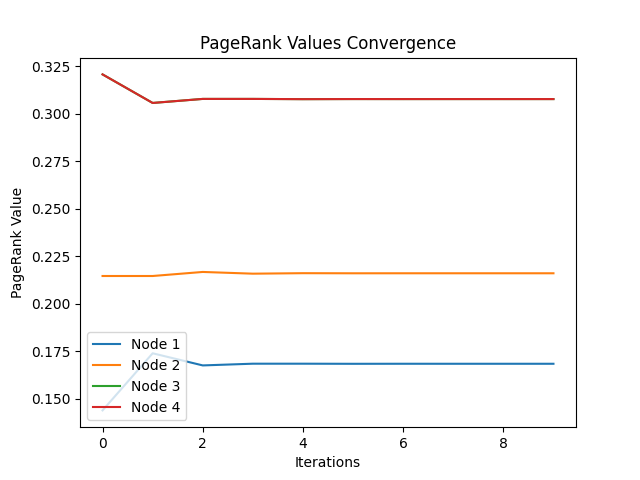 PageRank Values Convergence
PageRank Value
0.325
0.300
0.275
0.250
0.225
0.200
0.175
0.150
Node 1
Node 2
Node 3
Node 4
0
2
4
6
8
Iterations